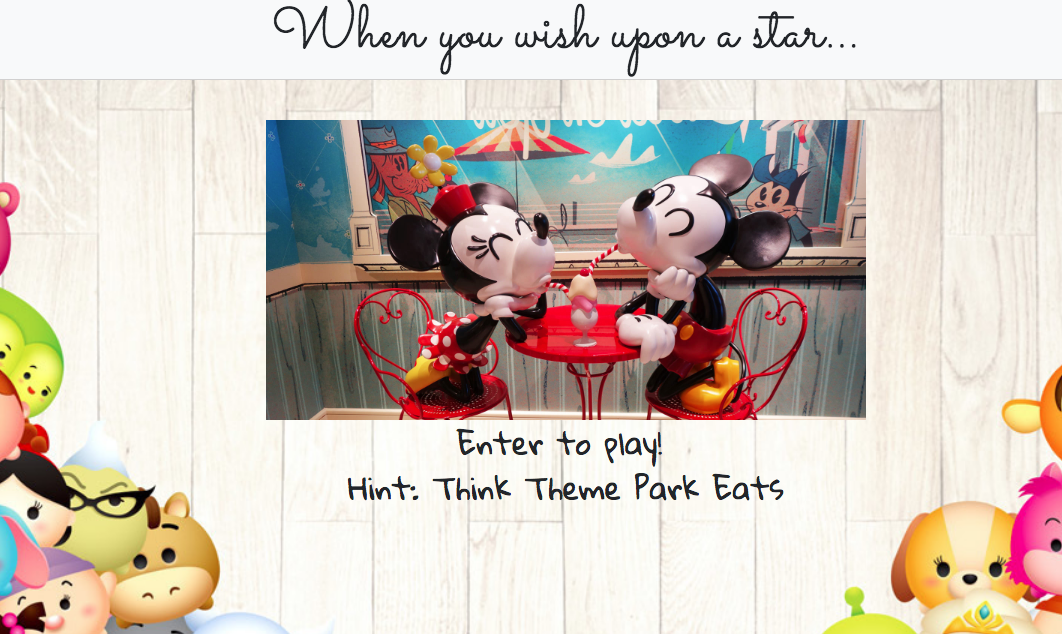 When you wish upon a star...
Enter to play!
Hint: Think Theme Park Eats